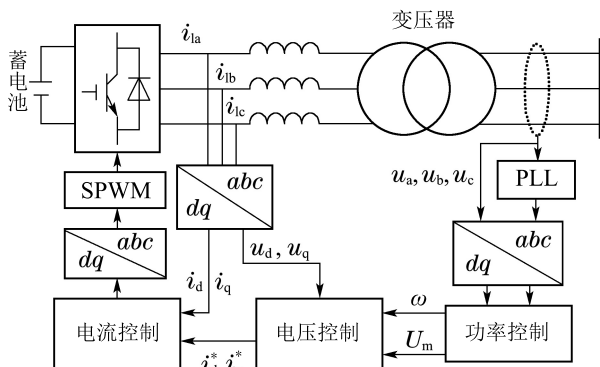 变压器
蓄电池
i_la
i_lb
i_lc
u_a, u_b, u_c
PLL
SPWM
abc
dq
abc
dq
abc
dq
u_d, u_q
i_d
i_q
ω
U_m
电流控制
电压控制
功率控制